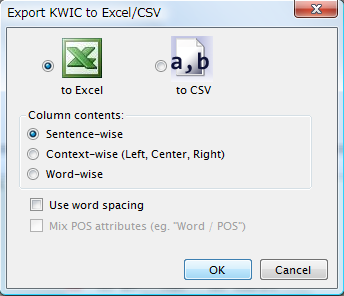 Export KWIC to Excel/CSV
a,b
to Excel to CSV
Column contents:
Sentence-wise
Context-wise (Left, Center, Right)
Word-wise
Use word spacing
Mix POS attributes (eg. "Word / POS")
OK Cancel